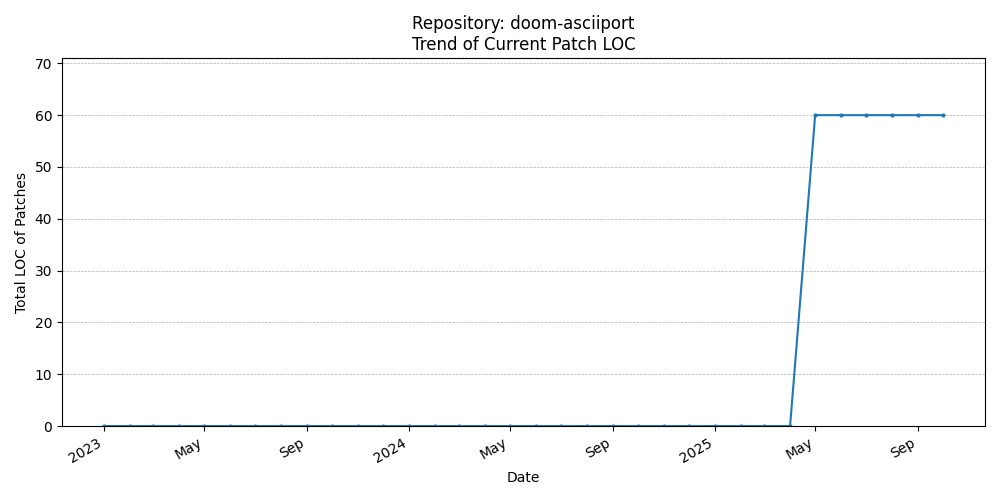 Repository: doom-asciiport
Trend of Current Patch LOC
Total LOC of Patches
70
60
50
40
30
20
10
0
2023
May
Sep
2024
May
Sep
2025
May
Sep
Date